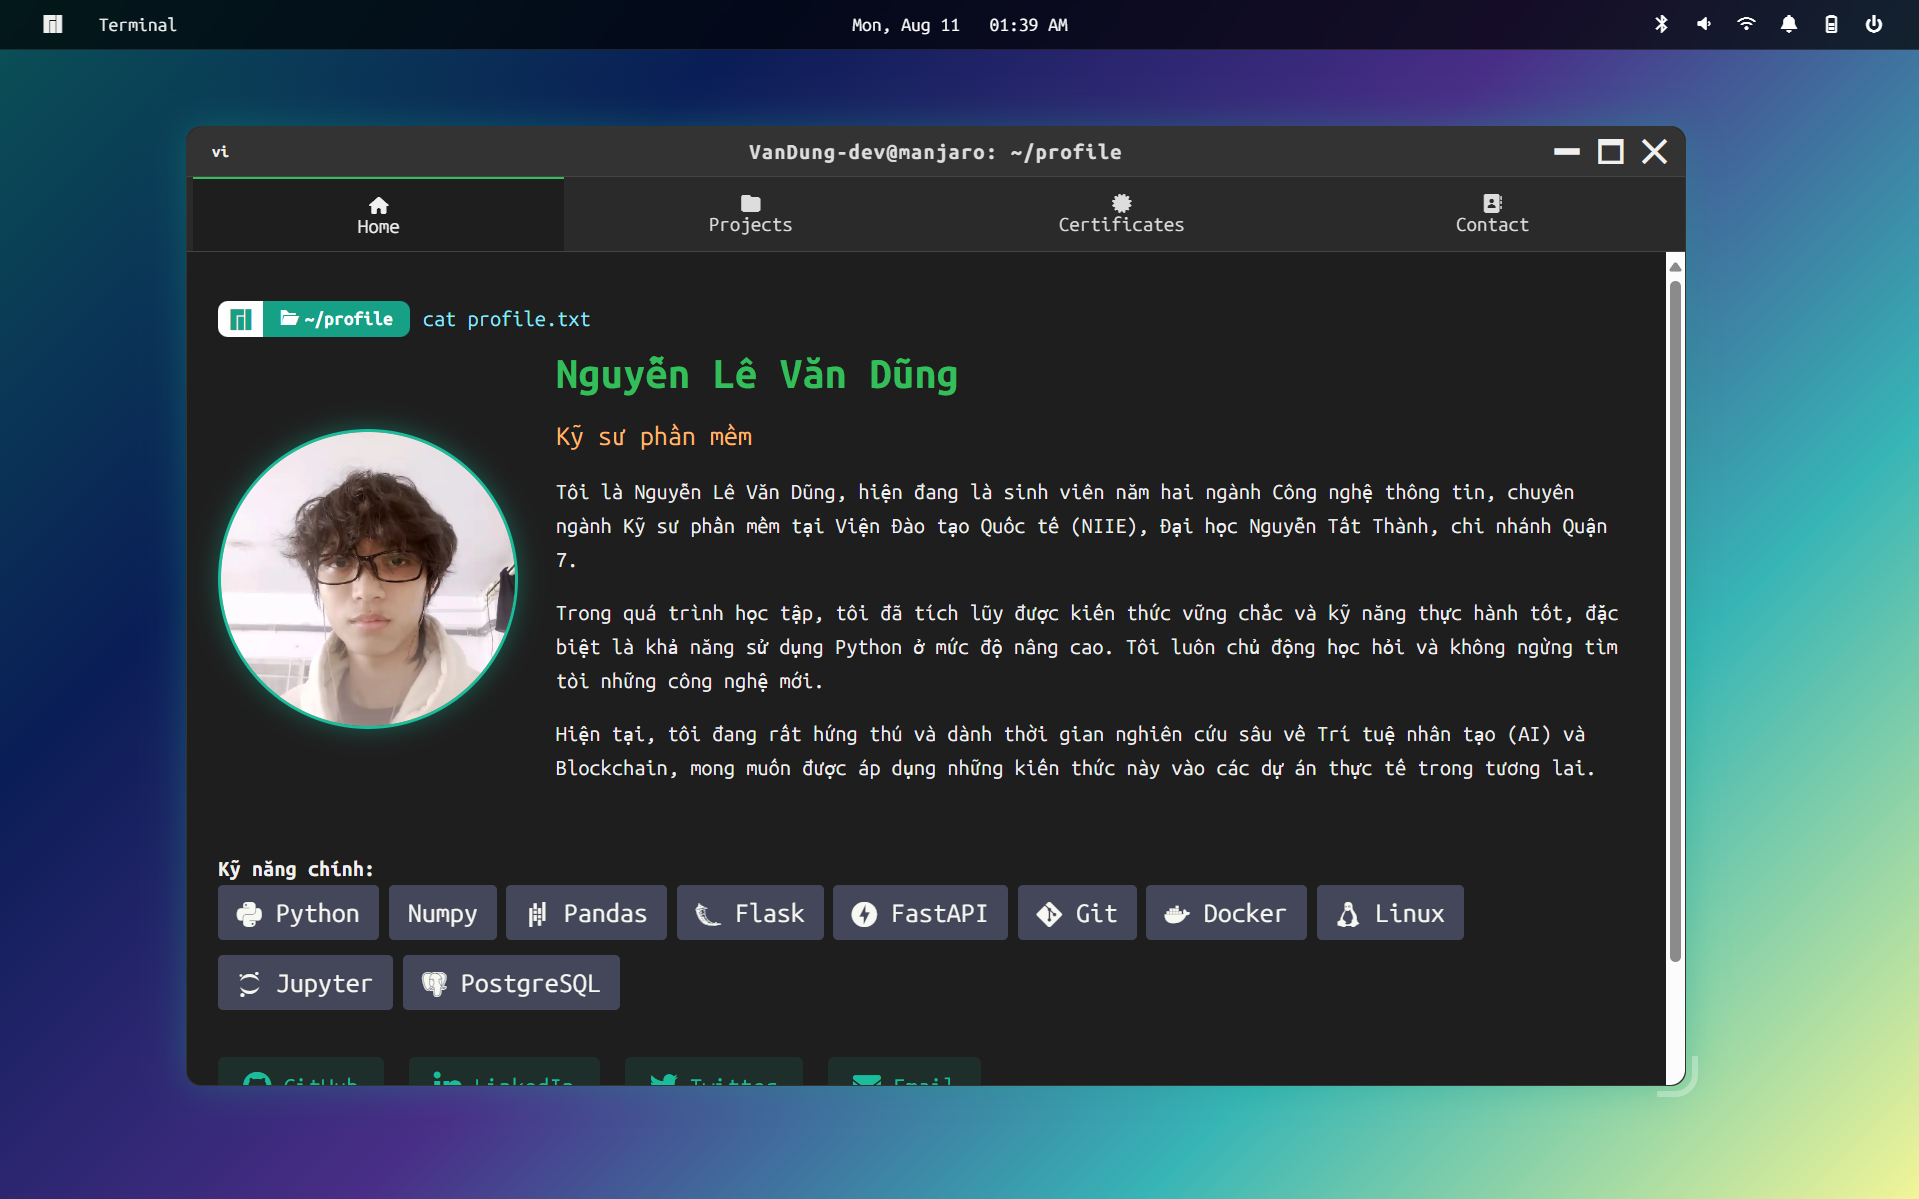 Terminal
Mon, Aug 11 01:39 AM
vi
VanDung-dev@manjaro: ~/profile
Home
Projects
Certificates
Contact
~/profile cat profile.txt
Nguyễn Lê Văn Dũng
Kỹ sư phần mềm
Tôi là Nguyễn Lê Văn Dũng, hiện đang là sinh viên năm hai ngành Công nghệ thông tin, chuyên
ngành Kỹ sư phần mềm tại Viện Đào tạo Quốc tế (NIIE), Đại học Nguyễn Tất Thành, chi nhánh Quận
7.
Trong quá trình học tập, tôi đã tích lũy được kiến thức vững chắc và kỹ năng thực hành tốt, đặc
biệt là khả năng sử dụng Python ở mức độ nâng cao. Tôi luôn chủ động học hỏi và không ngừng tìm
tòi những công nghệ mới.
Hiện tại, tôi đang rất hứng thú và dành thời gian nghiên cứu sâu về Trí tuệ nhân tạo (AI) và
Blockchain, mong muốn được áp dụng những kiến thức này vào các dự án thực tế trong tương lai.
Kỹ năng chính:
Python Numpy Pandas Flask FastAPI Git Docker Linux
Jupyter PostgreSQL
GitHub LinkedIn Twitter Email